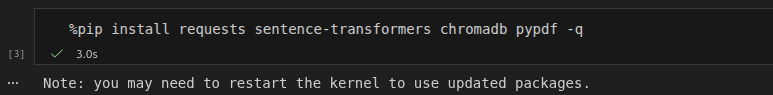 %pip install requests sentence-transformers chromadb pypdf -q
[3]
3.0s
Note: you may need to restart the kernel to use updated packages.